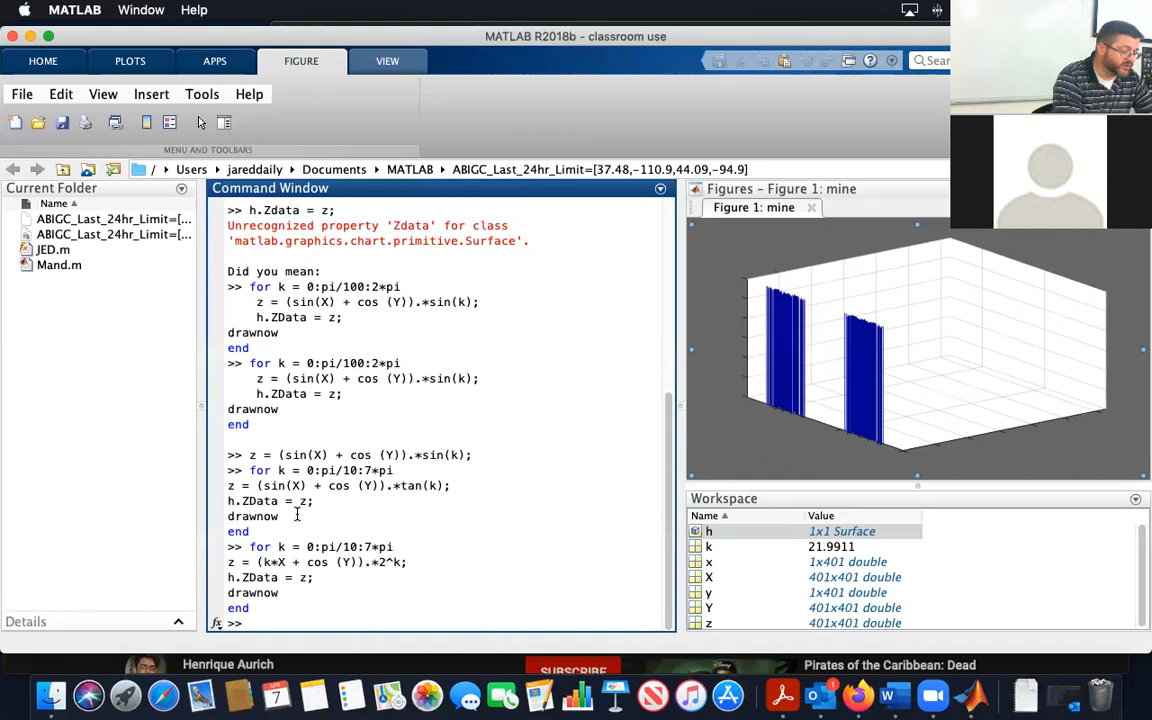 MATLAB Window Help
MATLAB R2018b - classroom use
HOME PLOTS APPS FIGURE VIEW
Sear
File Edit View Insert Tools Help
MENU AND TOOLBARS
/ Users jareddaily Documents MATLAB ABIGC_Last_24hr_Limit=[37.48,-110.9,44.09,-94.9]
Current Folder
Name
ABIGC_Last_24hr_Limit=[...
ABIGC_Last_24hr_Limit=[...
JED.m
Mand.m
Details
Command Window
>> h.Zdata = z;
Unrecognized property 'Zdata' for class
'matlab.graphics.chart.primitive.Surface'.
Did you mean:
>> for k = 0:pi/100:2*pi
z = (sin(X) + cos (Y)).*sin(k);
h.ZData = z;
drawnow
end
>> for k = 0:pi/100:2*pi
z = (sin(X) + cos (Y)).*sin(k);
h.ZData = z;
drawnow
end
>> z = (sin(X) + cos (Y)).*sin(k);
>> for k = 0:pi/10:7*pi
z = (sin(X) + cos (Y)).*tan(k);
h.ZData = z;
drawnow
end
>> for k = 0:pi/10:7*pi
z = (k*X + cos (Y)).*2^k;
h.ZData = z;
drawnow
end
fx >>
Figures - Figure 1: mine
Figure 1: mine
Workspace
Name Value
h 1x1 Surface
k 21.9911
x 1x401 double
X 401x401 double
y 1x401 double
Y 401x401 double
z 401x401 double
Henrique Aurich
SUBSCRIBE
Pirates of the Caribbean: Dead
APR
7
1